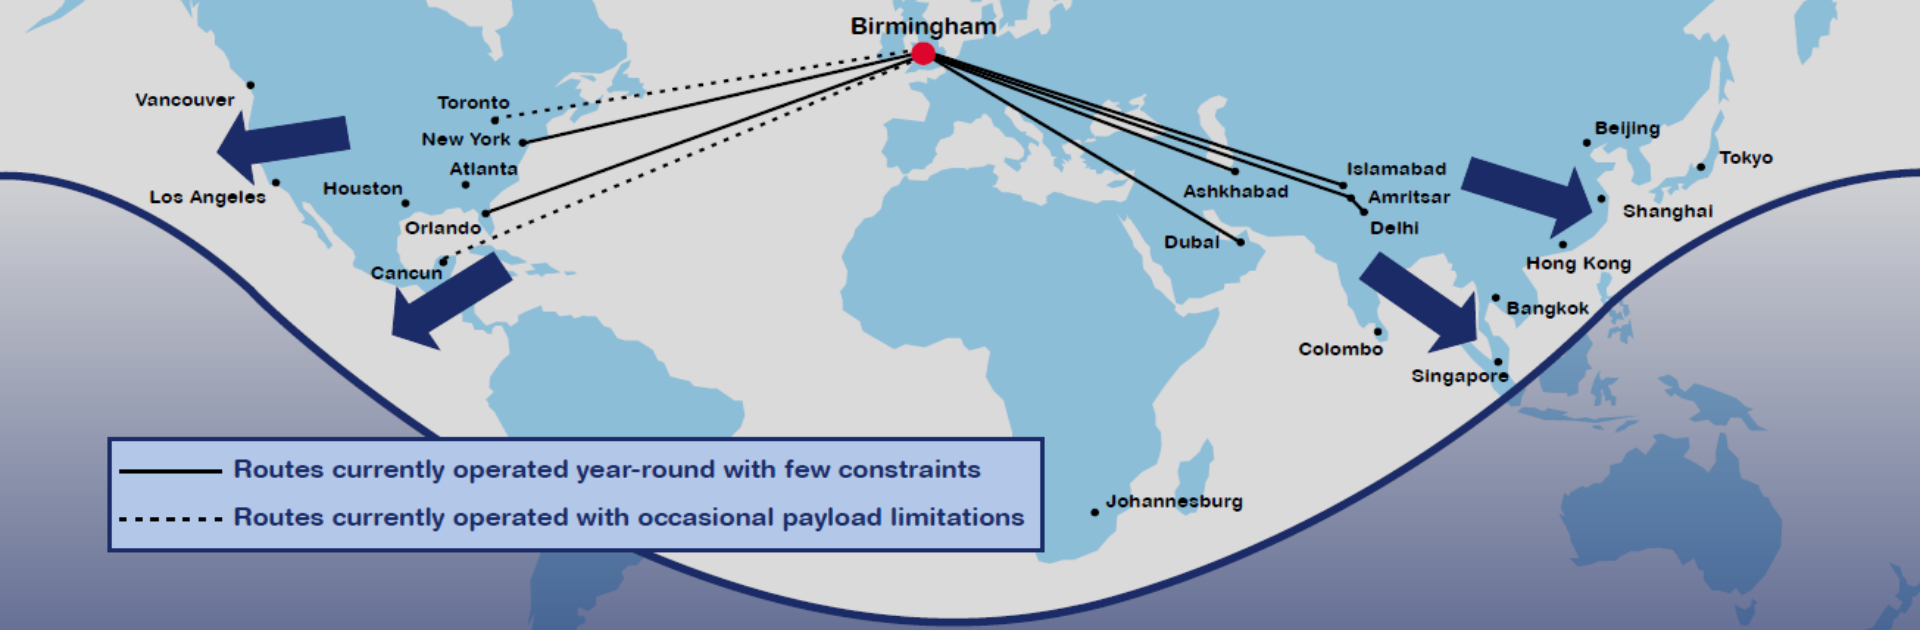 Birmingham
Vancouver
Toronto
New York
Atlanta
Los Angeles
Houston
Orlando
Cancun
Islamabad
Ashkhabad
Amritsar
Delhi
Dubai
Beijing
Tokyo
Shanghai
Hong Kong
Bangkok
Colombo
Singapore
Johannesburg
Routes currently operated year-round with few constraints
Routes currently operated with occasional payload limitations